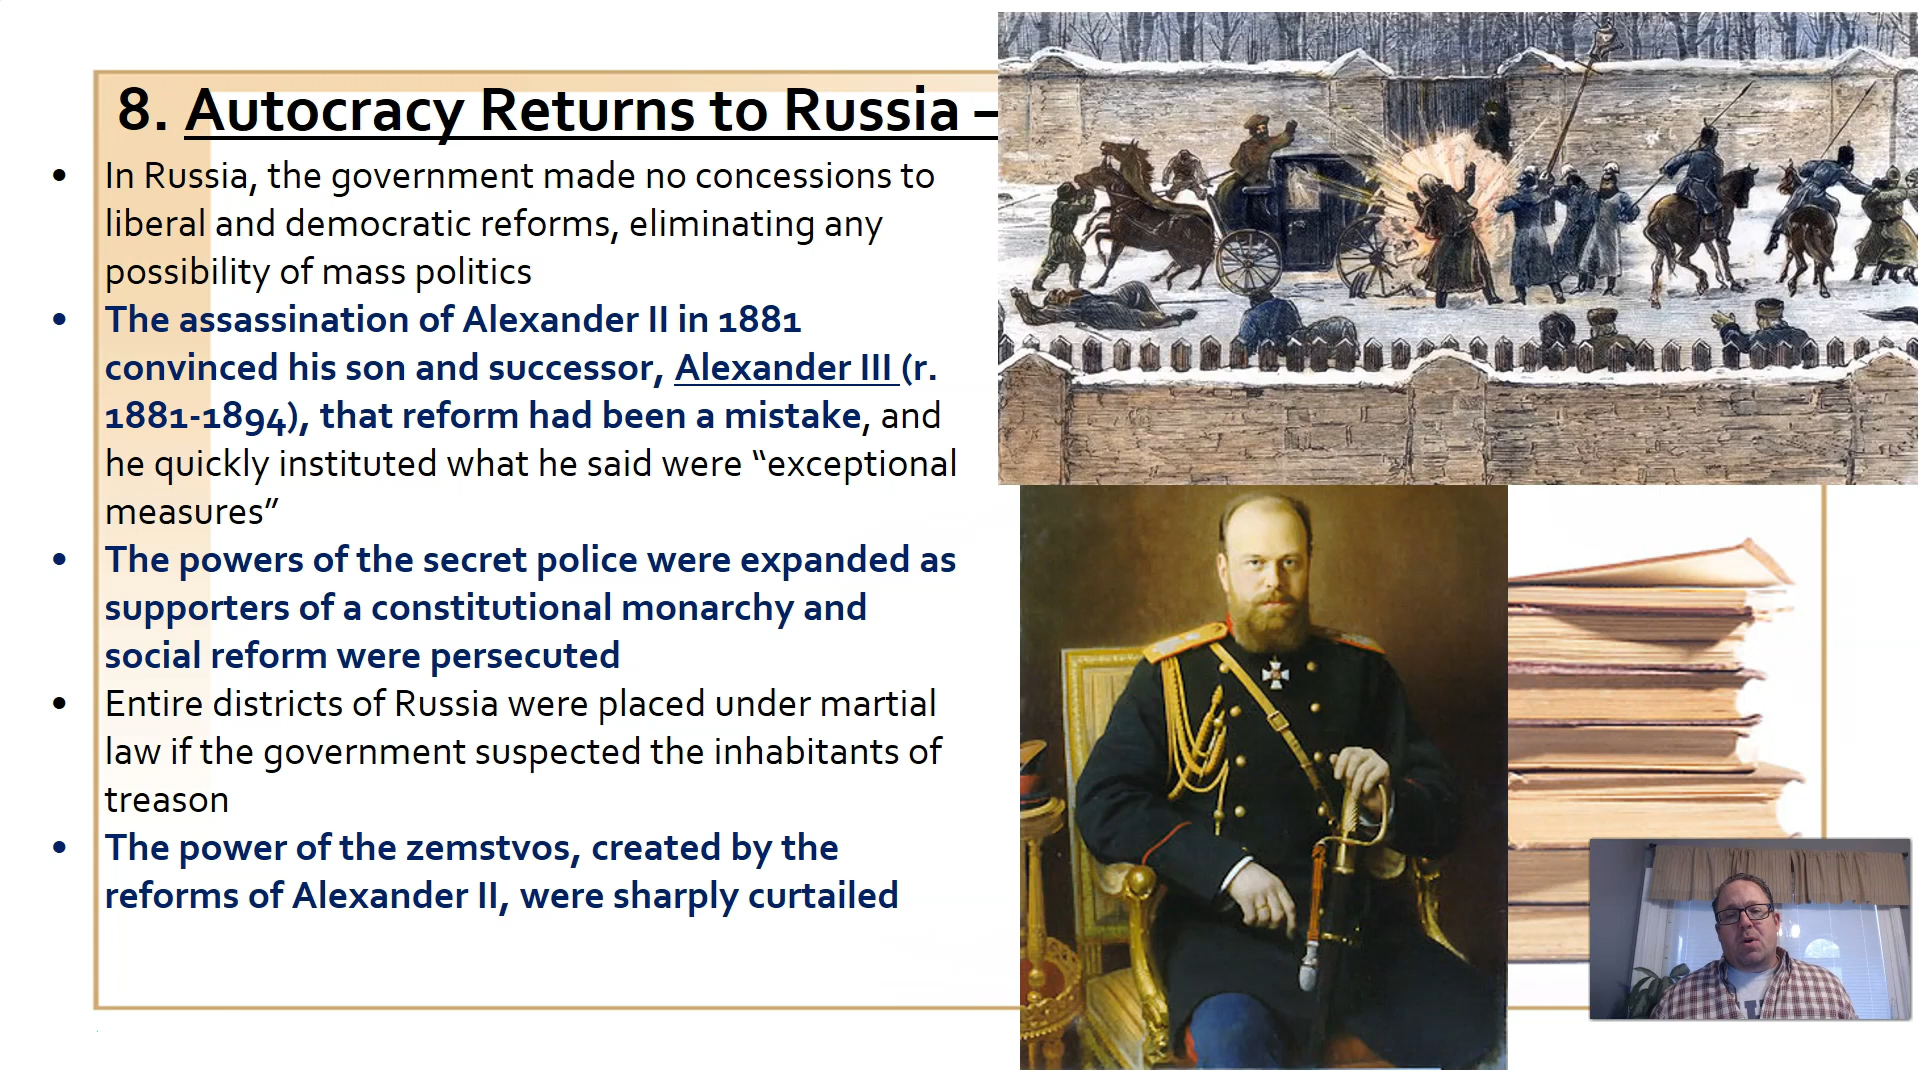 8. Autocracy Returns to Russia –
• In Russia, the government made no concessions to
liberal and democratic reforms, eliminating any
possibility of mass politics
• The assassination of Alexander II in 1881
convinced his son and successor, Alexander III (r.
1881-1894), that reform had been a mistake, and
he quickly instituted what he said were “exceptional
measures”
• The powers of the secret police were expanded as
supporters of a constitutional monarchy and
social reform were persecuted
• Entire districts of Russia were placed under martial
law if the government suspected the inhabitants of
treason
• The power of the zemstvos, created by the
reforms of Alexander II, were sharply curtailed